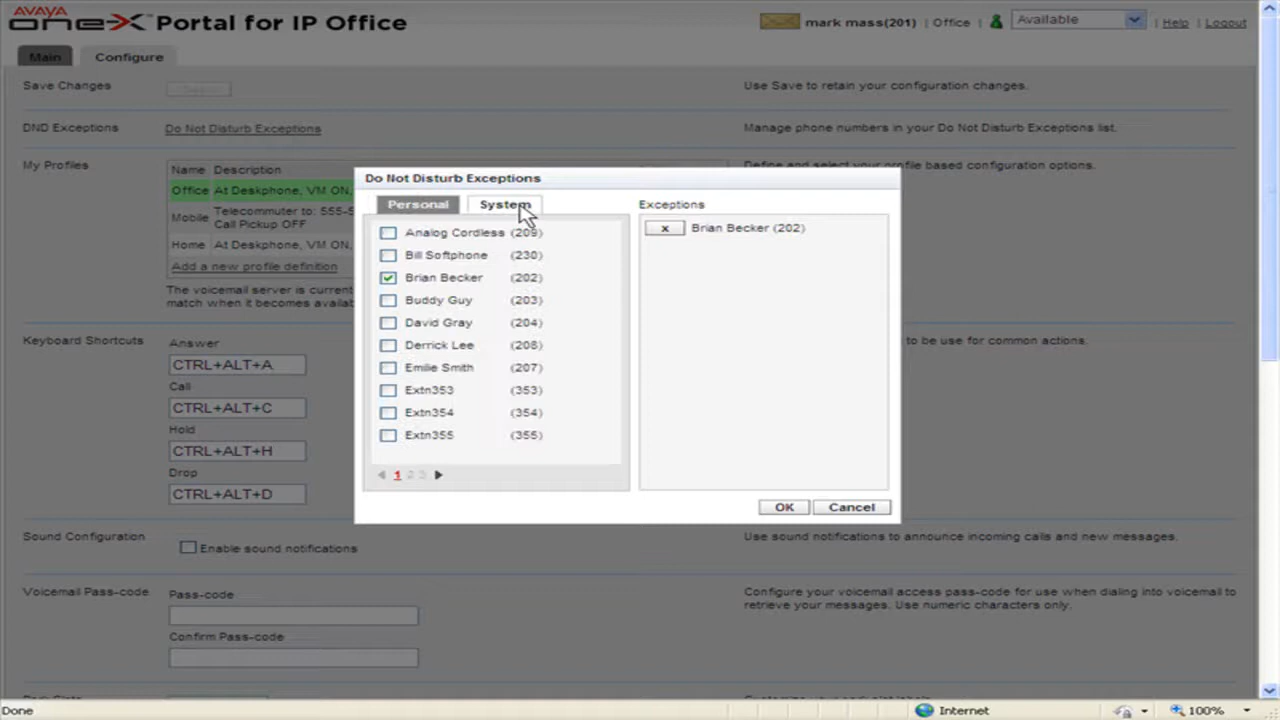 AVAYA
one-X™ Portal for IP Office
mark mass(201) | Office | Available | Help | Logout
Main Configure
Save Changes
Use Save to retain your configuration changes.
DND Exceptions Do Not Disturb Exceptions
Manage phone numbers in your Do Not Disturb Exceptions list.
My Profiles
Name Description
Office At Deskphone, VM ON,
Mobile Telecommuter to: 555-5
Call Pickup OFF
Home At Deskphone, VM ON,
Add a new profile definition
The voicemail server is current
match when it becomes availab
Define and select your profile based configuration options.
Do Not Disturb Exceptions
Personal System
Analog Cordless (209)
Bill Softphone (230)
Brian Becker (202)
Buddy Guy (203)
David Gray (204)
Derrick Lee (208)
Emilie Smith (207)
Extn353 (353)
Extn354 (354)
Extn355 (355)
1 2 3
Exceptions
x Brian Becker (202)
OK Cancel
Keyboard Shortcuts
Answer
CTRL+ALT+A
Call
CTRL+ALT+C
Hold
CTRL+ALT+H
Drop
CTRL+ALT+D
to be use for common actions.
Sound Configuration
Enable sound notifications
Use sound notifications to announce incoming calls and new messages.
Voicemail Pass-code
Pass-code
Confirm Pass-code
Configure your voicemail access pass-code for use when dialing into voicemail to
retrieve your messages. Use numeric characters only.
Done
Internet
100%